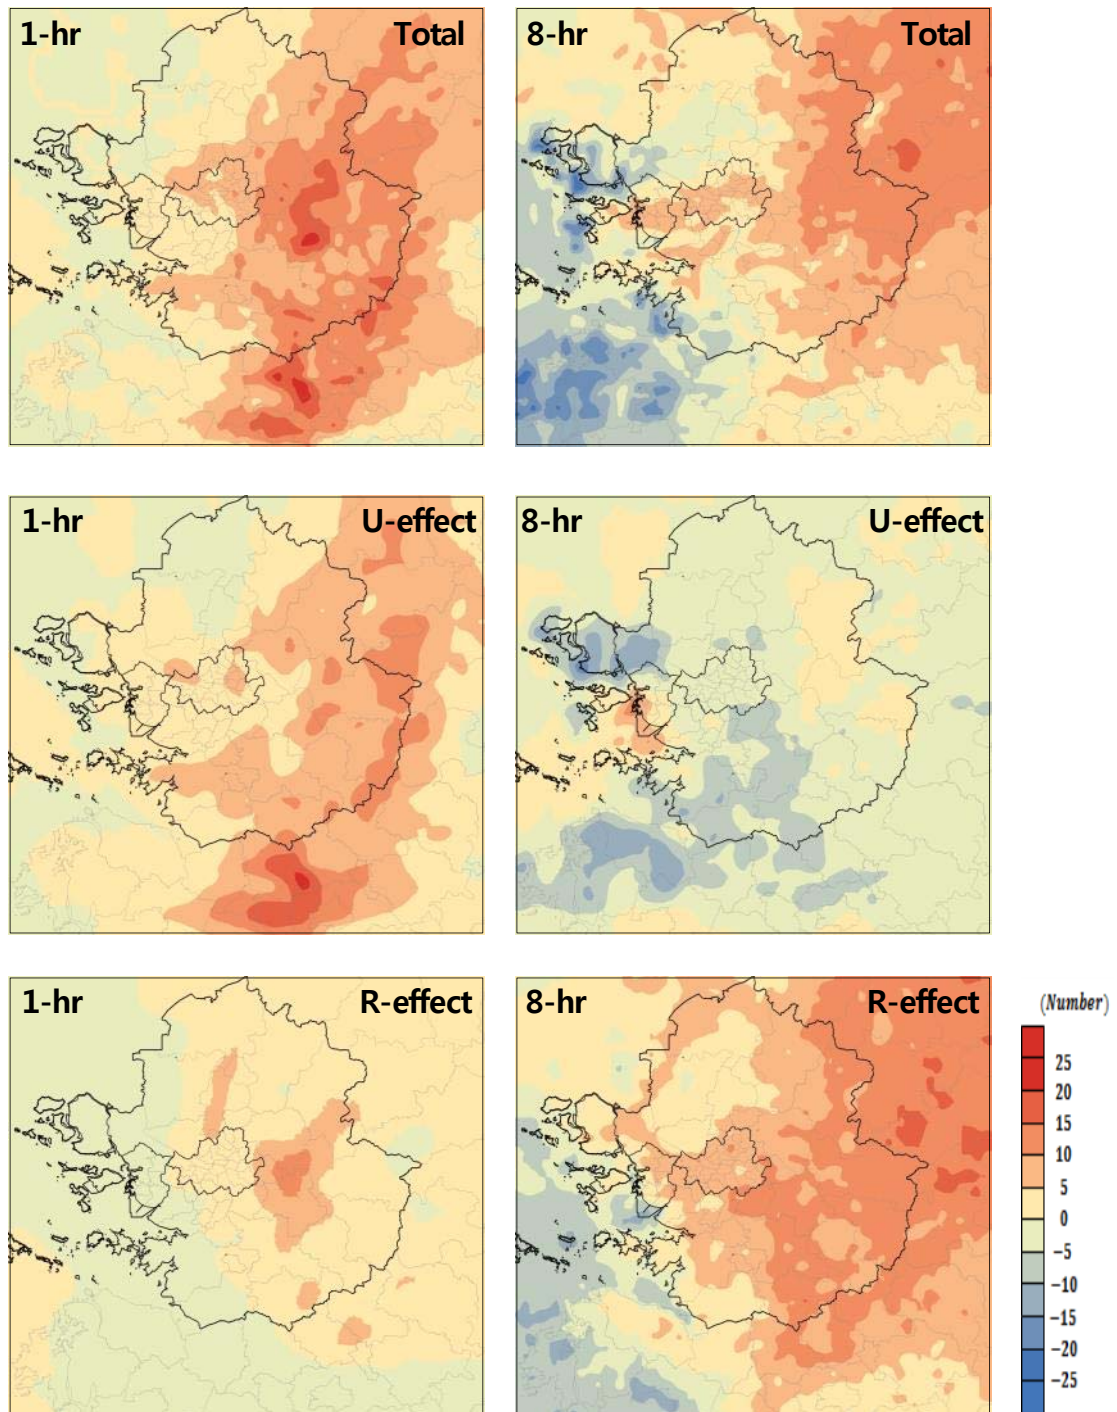 1-hr Total
8-hr Total
1-hr U-effect
8-hr U-effect
1-hr R-effect
8-hr R-effect
(Number)
25
20
15
10
5
0
−5
−10
−15
−20
−25